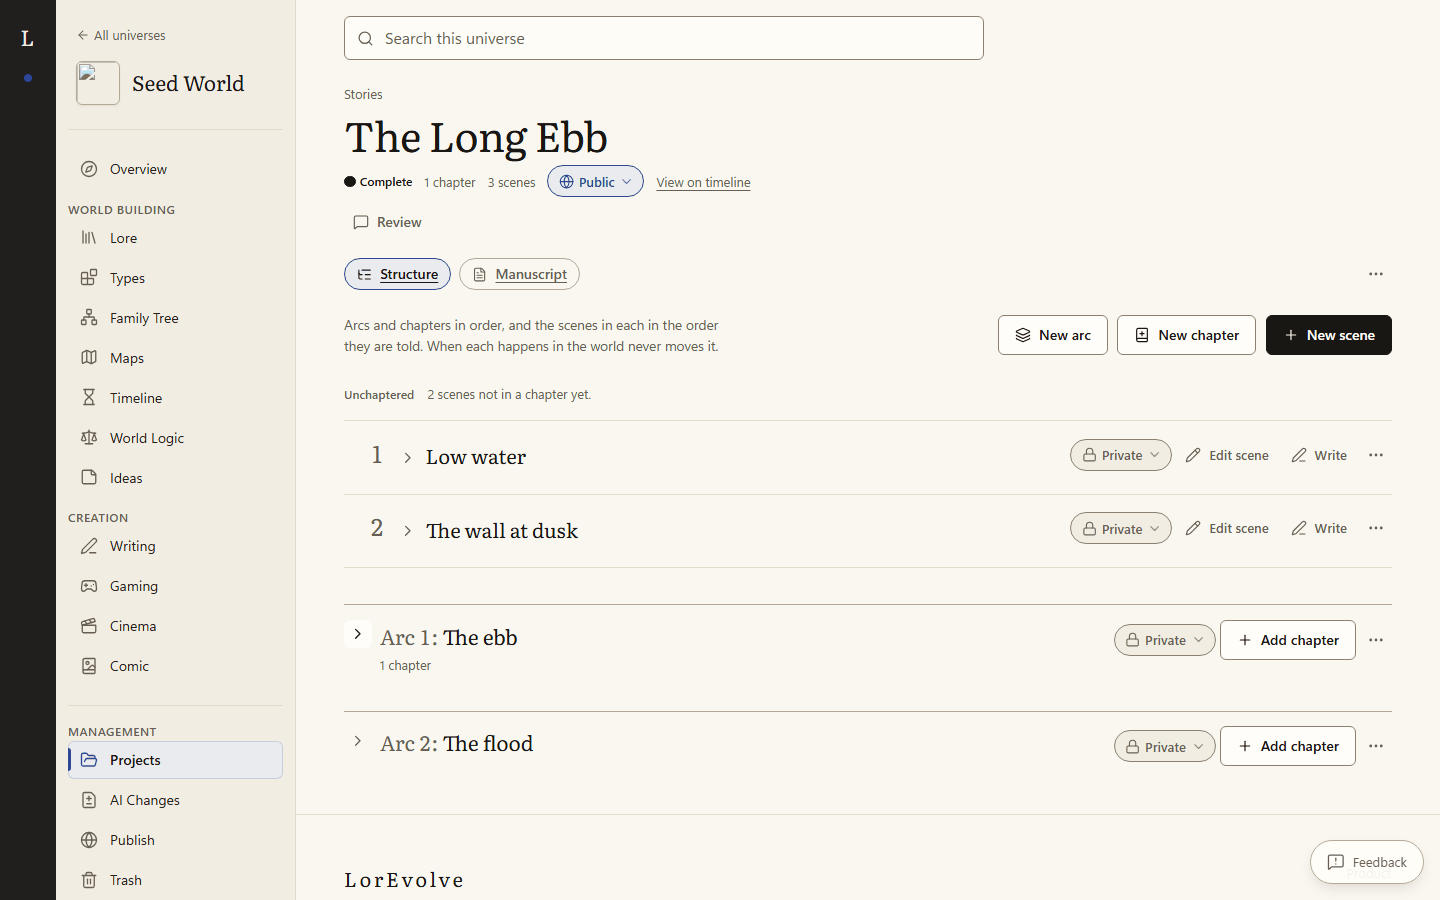 L
All universes
Seed World
Overview
WORLD BUILDING
Lore
Types
Family Tree
Maps
Timeline
World Logic
Ideas
CREATION
Writing
Gaming
Cinema
Comic
MANAGEMENT
Projects
AI Changes
Publish
Trash
Search this universe
Stories
The Long Ebb
Complete 1 chapter 3 scenes Public View on timeline
Review
Structure Manuscript
Arcs and chapters in order, and the scenes in each in the order
they are told. When each happens in the world never moves it.
New arc New chapter New scene
Unchaptered 2 scenes not in a chapter yet.
1 Low water Private Edit scene Write
2 The wall at dusk Private Edit scene Write
Arc 1: The ebb Private Add chapter
1 chapter
Arc 2: The flood Private Add chapter
LorEvolve
Feedback
Product